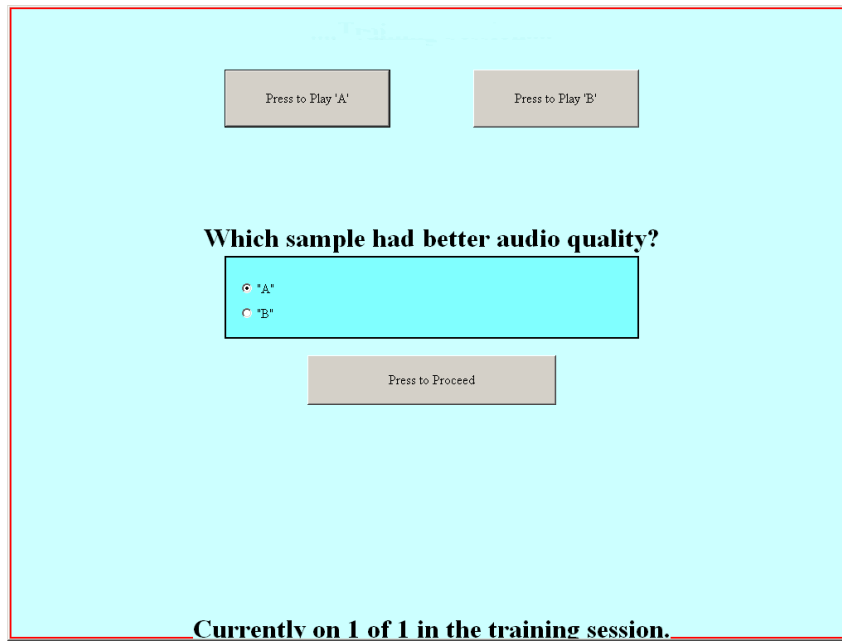 Press to Play 'A' Press to Play 'B'
Which sample had better audio quality?
"A"
"B"
Press to Proceed
Currently on 1 of 1 in the training session.